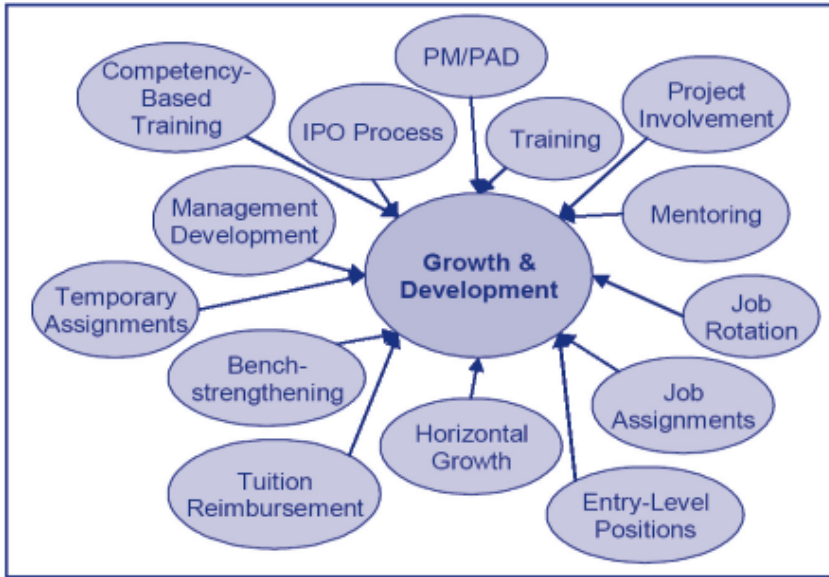 PM/PAD
Competency-
Based
Training
IPO Process
Training
Project
Involvement
Management
Development
Mentoring
Growth &
Development
Temporary
Assignments
Job
Rotation
Bench-
strengthening
Job
Assignments
Horizontal
Growth
Tuition
Reimbursement
Entry-Level
Positions